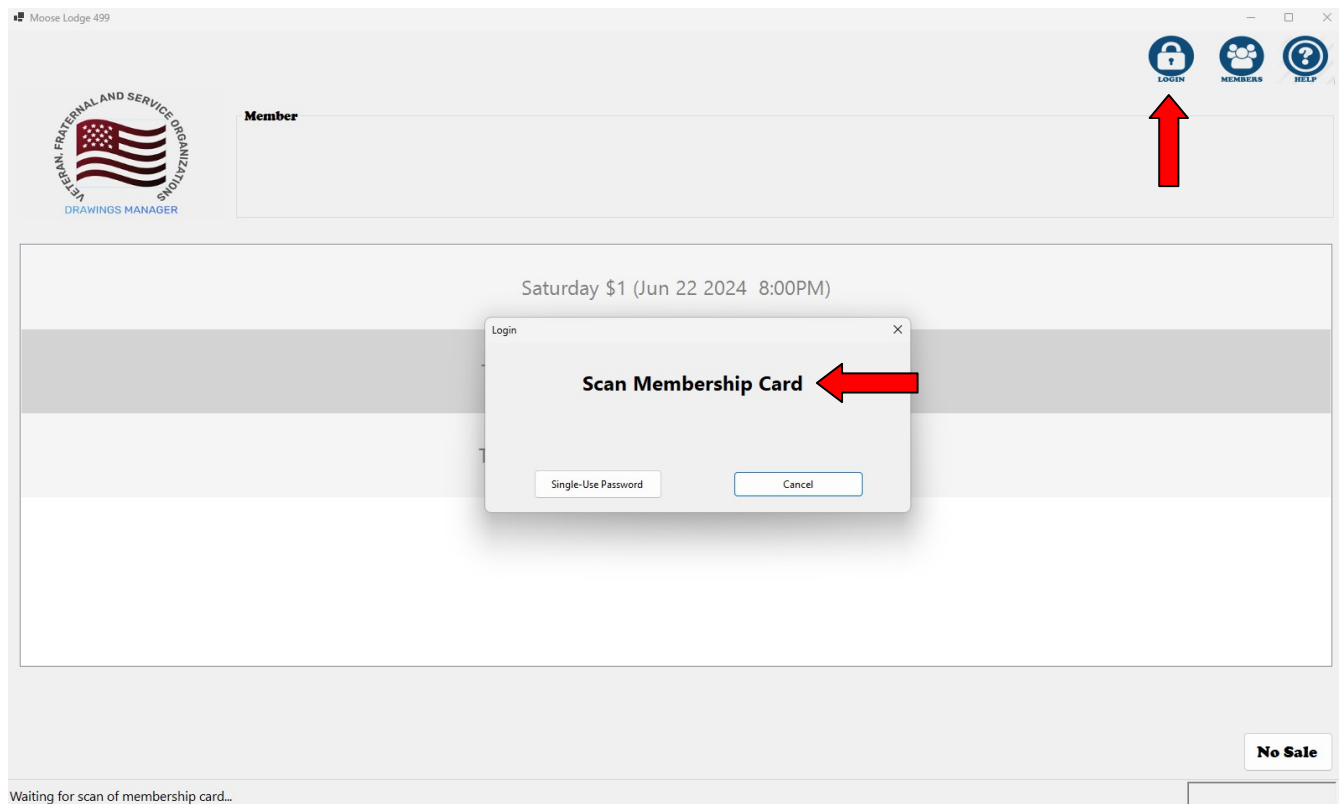 Moose Lodge 499
LOGIN
MEMBERS
HELP
VETERAN, FRATERNAL AND SERVICE ORGANIZATIONS
DRAWINGS MANAGER
Member
Saturday $1 (Jun 22 2024 8:00PM)
Login
Scan Membership Card
Single-Use Password
Cancel
No Sale
Waiting for scan of membership card...